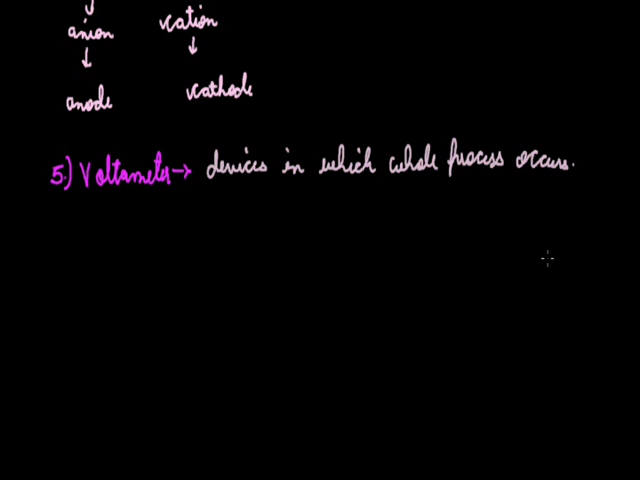 anion cation
anode cathode
5.) Voltameter → devices in which whole process occurs.